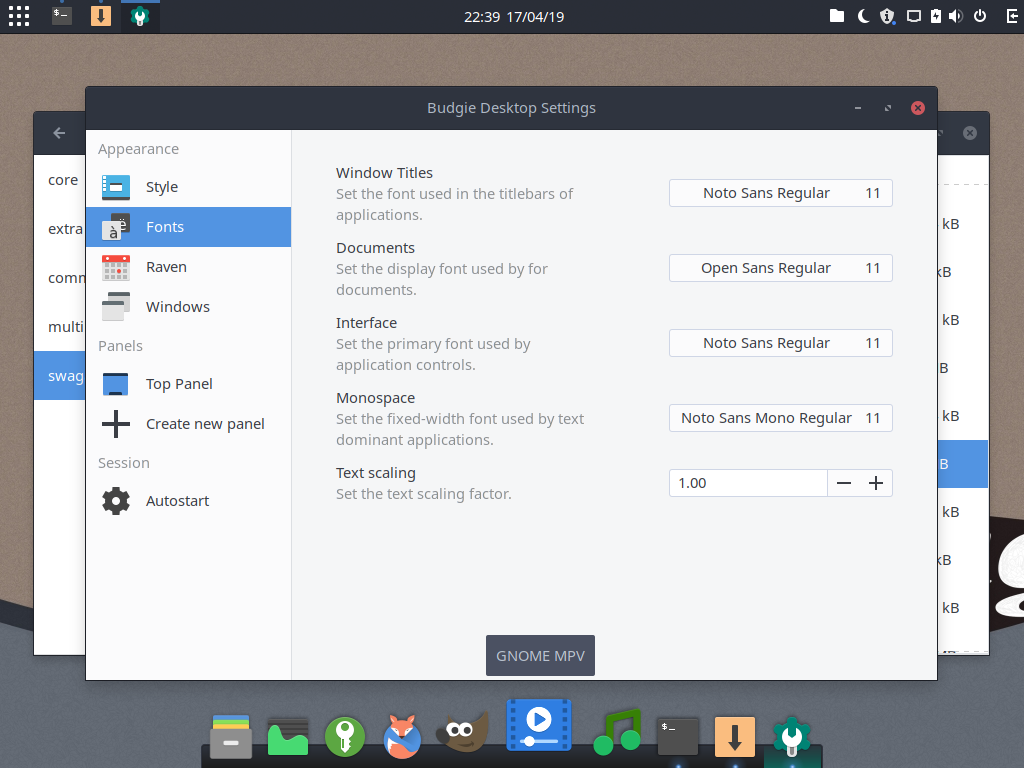 22:39 17/04/19
Budgie Desktop Settings
core
extra
comm
multi
swag
Appearance
Style
Fonts
Raven
Windows
Panels
Top Panel
Create new panel
Session
Autostart
Window Titles
Set the font used in the titlebars of
applications.
Noto Sans Regular 11
Documents
Set the display font used by for
documents.
Open Sans Regular 11
Interface
Set the primary font used by
application controls.
Noto Sans Regular 11
Monospace
Set the fixed-width font used by text
dominant applications.
Noto Sans Mono Regular 11
Text scaling
Set the text scaling factor.
1.00
kB
kB
kB
B
kB
B
kB
kB
kB
GNOME MPV